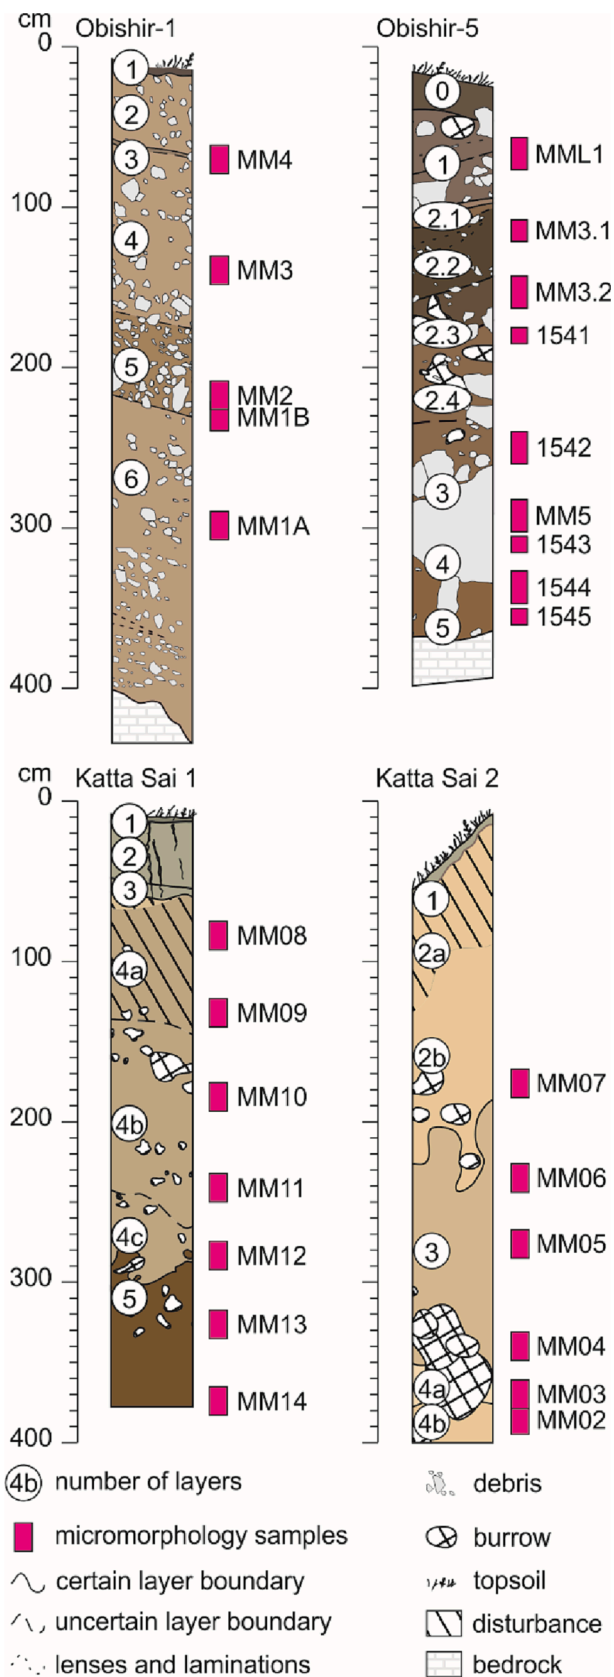 cm Obishir-1 Obishir-5
0
1
2
3
4
5
6
100
200
300
400
MM4
MM3
MM2
MM1B
MM1A
0
1
2.1
2.2
2.3
2.4
3
4
5
MML1
MM3.1
MM3.2
1541
1542
MM5
1543
1544
1545
cm Katta Sai 1 Katta Sai 2
0
100
200
300
400
1
2
3
4a
4b
4c
5
MM08
MM09
MM10
MM11
MM12
MM13
MM14
1
2a
2b
3
4a
4b
MM07
MM06
MM05
MM04
MM03
MM02
4b number of layers
micromorphology samples
certain layer boundary
uncertain layer boundary
lenses and laminations
debris
burrow
topsoil
disturbance
bedrock